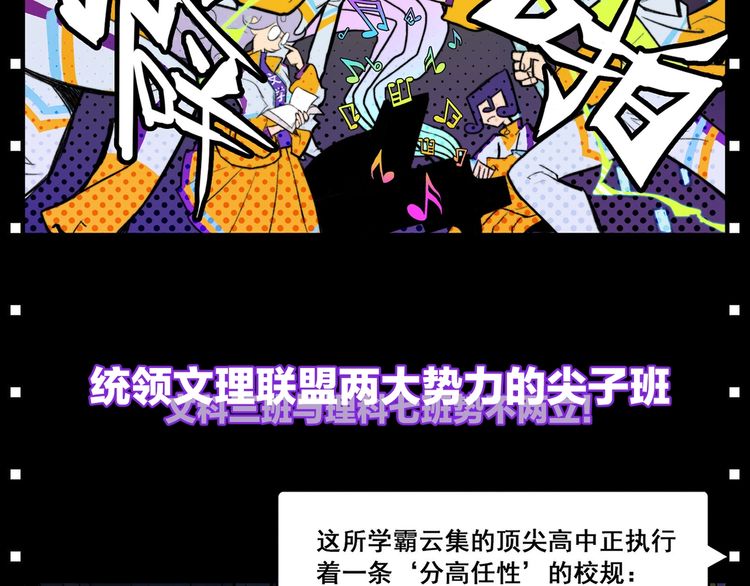 啪
统领文理联盟两大势力的尖子班
文科三班与理科七班势不两立!
这所学霸云集的顶尖高中正执行
着一条‘分高任性’的校规：